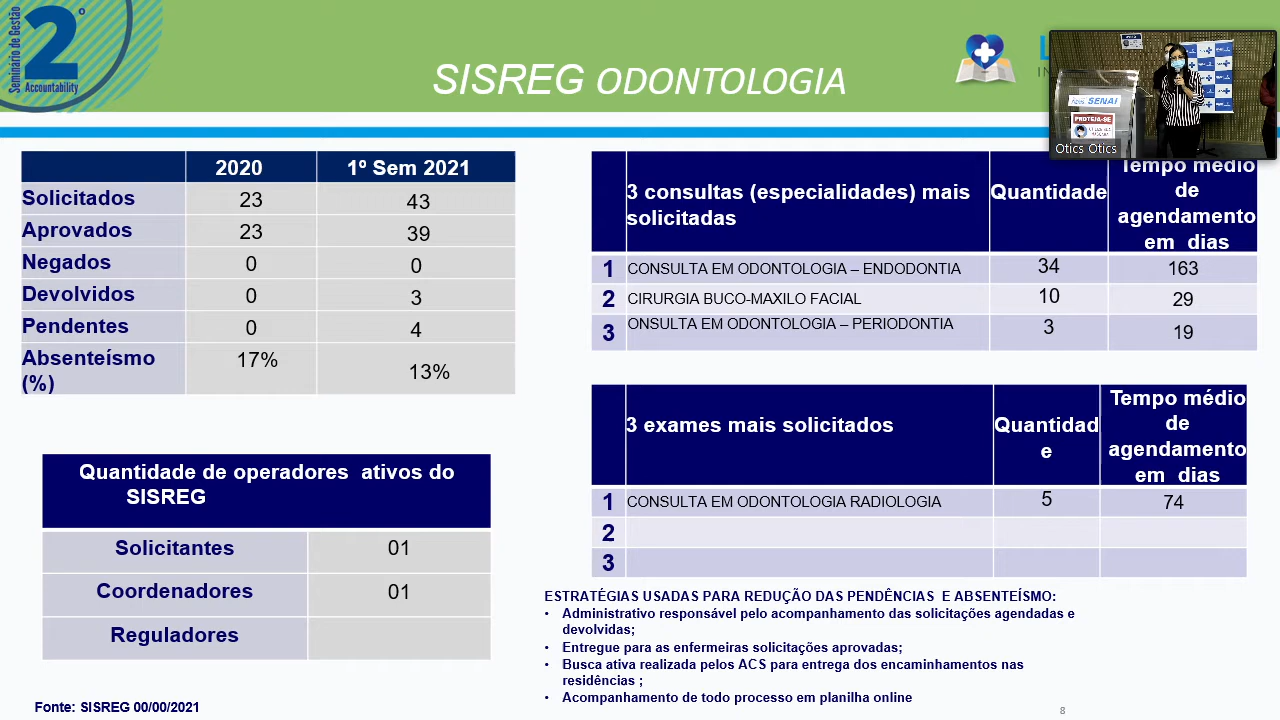 Seminário de Gestão
2º
Accountability
SISREG ODONTOLOGIA
SENAI
PROTEJA-SE
Otics Otics
2020 1º Sem 2021
Solicitados 23 43
Aprovados 23 39
Negados 0 0
Devolvidos 0 3
Pendentes 0 4
Absenteísmo
(%) 17% 13%
Quantidade de operadores ativos do
SISREG
Solicitantes 01
Coordenadores 01
Reguladores
Fonte: SISREG 00/00/2021
3 consultas (especialidades) mais
solicitadas
Quantidade
Tempo médio
de
agendamento
em dias
1 CONSULTA EM ODONTOLOGIA – ENDODONTIA 34 163
2 CIRURGIA BUCO-MAXILO FACIAL 10 29
3 ONSULTA EM ODONTOLOGIA – PERIODONTIA 3 19
3 exames mais solicitados
Quantidad
e
Tempo médio
de
agendamento
em dias
1 CONSULTA EM ODONTOLOGIA RADIOLOGIA 5 74
2
3
ESTRATÉGIAS USADAS PARA REDUÇÃO DAS PENDÊNCIAS E ABSENTEÍSMO:
• Administrativo responsável pelo acompanhamento das solicitações agendadas e
devolvidas;
• Entregue para as enfermeiras solicitações aprovadas;
• Busca ativa realizada pelos ACS para entrega dos encaminhamentos nas
residências ;
• Acompanhamento de todo processo em planilha online
8